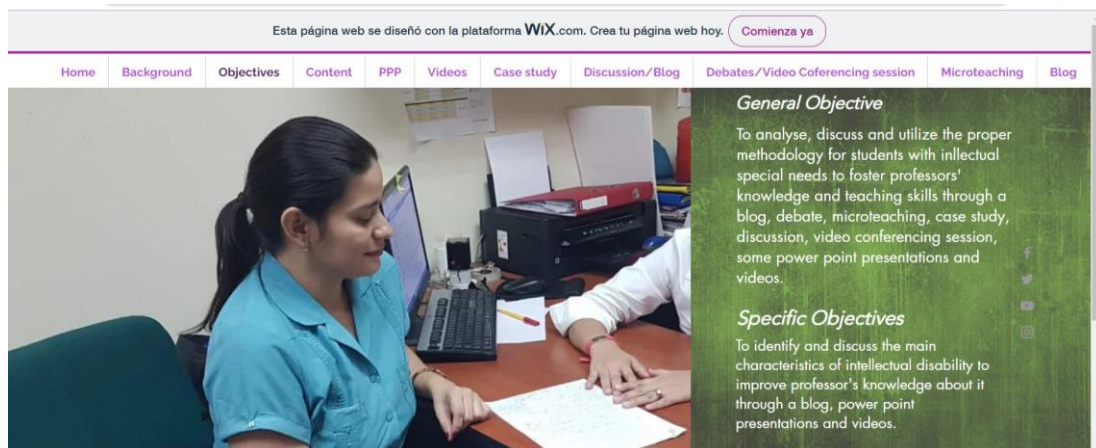 Esta página web se diseñó con la plataforma WiX.com. Crea tu página web hoy. Comienza ya
Home Background Objectives Content PPP Videos Case study Discussion/Blog Debates/Video Coferencing session Microteaching Blog
General Objective
To analyse, discuss and utilize the proper
methodology for students with inllectual
special needs to foster professors'
knowledge and teaching skills through a
blog, debate, microteaching, case study,
discussion, video conferencing session,
some power point presentations and
videos.
Specific Objectives
To identify and discuss the main
characteristics of intellectual disability to
improve professor's knowledge about it
through a blog, power point
presentations and videos.